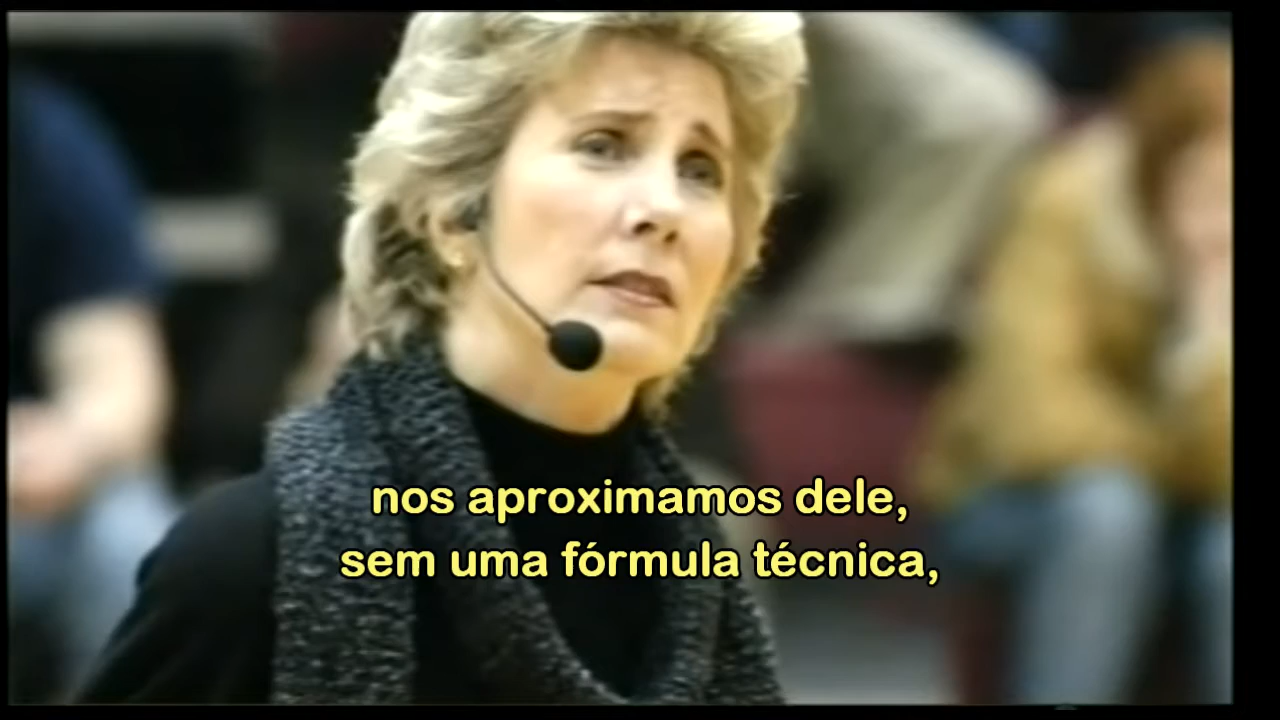 nos aproximamos dele,
sem uma fórmula técnica,